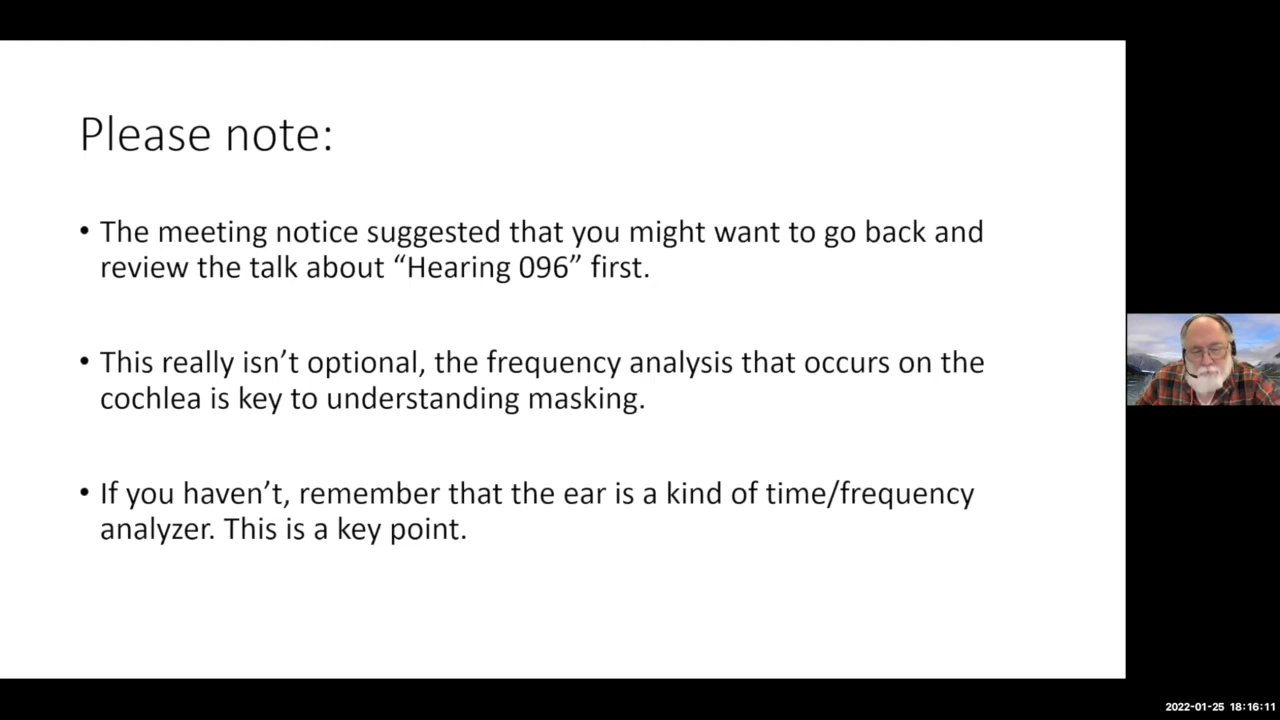 Please note:
• The meeting notice suggested that you might want to go back and
review the talk about “Hearing 096” first.
• This really isn’t optional, the frequency analysis that occurs on the
cochlea is key to understanding masking.
• If you haven’t, remember that the ear is a kind of time/frequency
analyzer. This is a key point.
2022-01-25 18:16:11